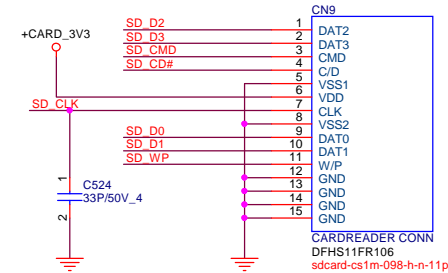 CN9
+CARD_3V3
SD_D2 1 DAT2
SD_D3 2 DAT3
SD_CMD 3 CMD
SD_CD# 4 C/D
5 VSS1
6 VDD
SD_CLK 7 CLK
8 VSS2
SD_D0 9 DAT0
SD_D1 10 DAT1
SD_WP 11 W/P
12 GND
13 GND
14 GND
15 GND
1
C524
33P/50V_4
2
CARDREADER CONN
DFHS11FR106
sdcard-cs1m-098-h-n-11p